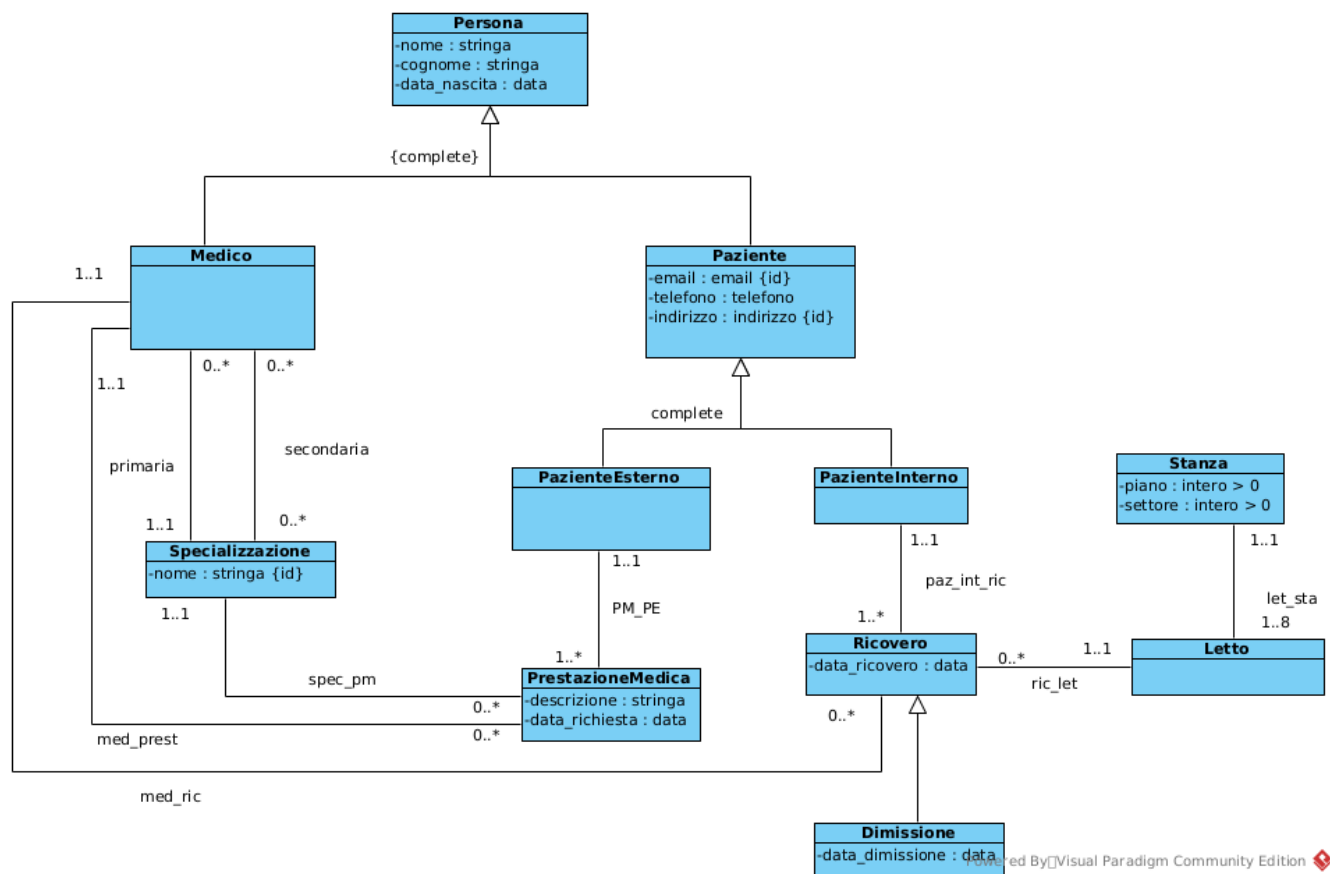 Persona
-nome : stringa
-cognome : stringa
-data_nascita : data
{complete}
Medico
Paziente
-email : email {id}
-telefono : telefono
-indirizzo : indirizzo {id}
1..1
1..1
0..*
0..*
primaria
secondaria
1..1
0..*
Specializzazione
-nome : stringa {id}
1..1
complete
PazienteEsterno
PazienteInterno
Stanza
-piano : intero > 0
-settore : intero > 0
1..1
PM_PE
1..*
1..1
paz_int_ric
1..*
1..1
let_sta
1..8
Ricovero
-data_ricovero : data
0..*
ric_let
1..1
Letto
PrestazioneMedica
-descrizione : stringa
-data_richiesta : data
spec_pm
0..*
0..*
med_prest
0..*
med_ric
Dimissione
-data_dimissione : data
Powered By Visual Paradigm Community Edition